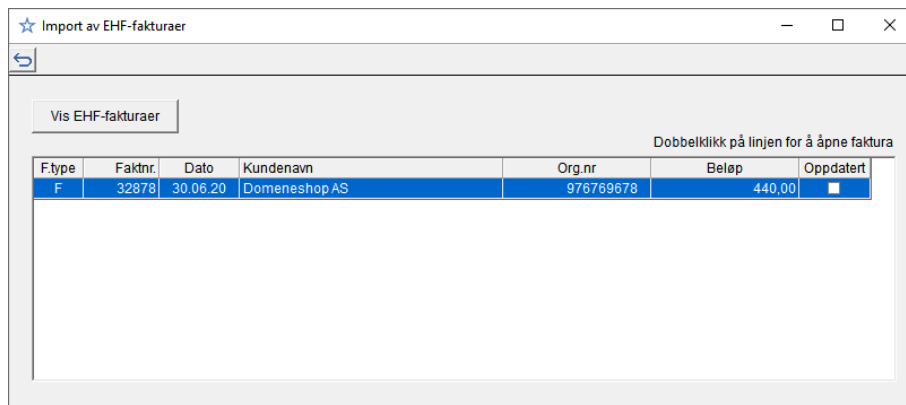 Import av EHF-fakturaer
Vis EHF-fakturaer
Dobbelklikk på linjen for å åpne faktura
F.type Faktnr. Dato Kundenavn Org.nr Beløp Oppdatert
F 32878 30.06.20 Domeneshop AS 976769678 440,00